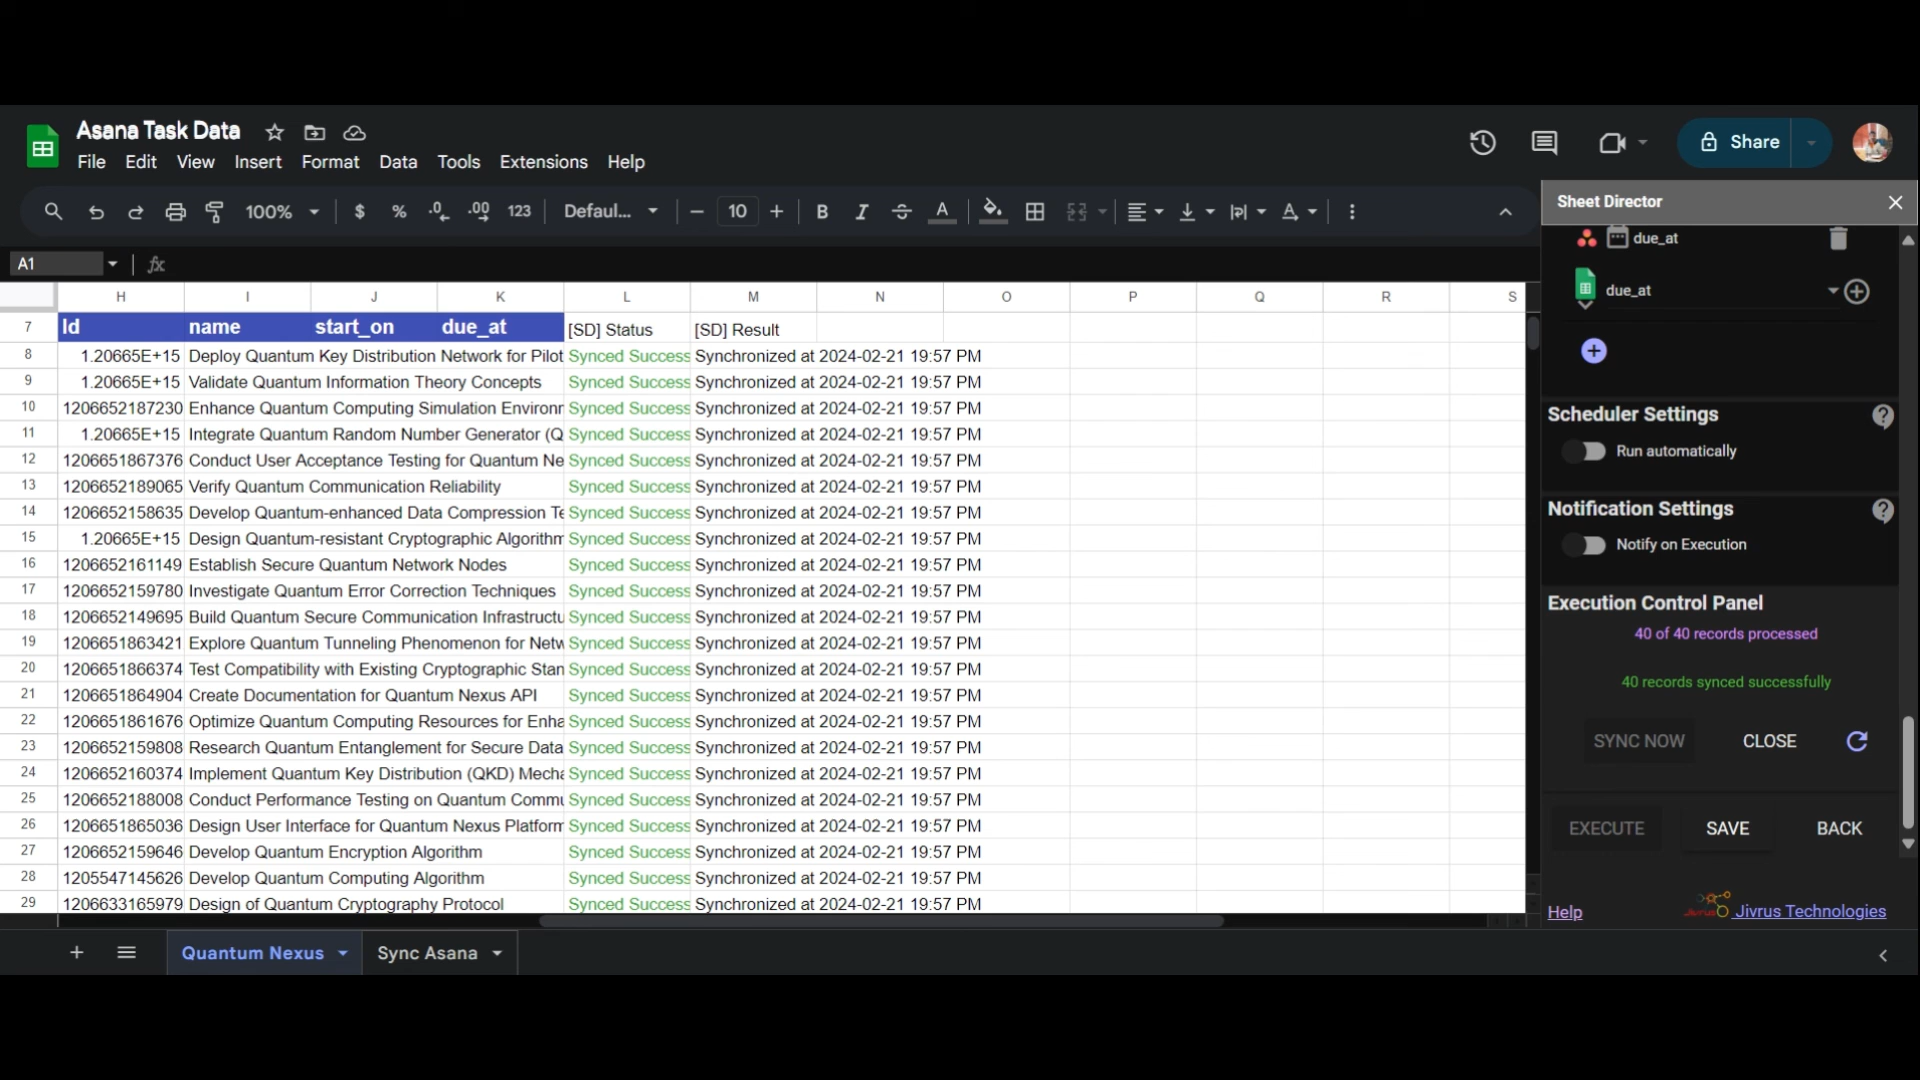 Asana Task Data
File Edit View Insert Format Data Tools Extensions Help
Share
100% $ % .0 .00 123 Defaul... 10 B I A
A1 fx
H I J K L M N O P Q R S
7 Id name start_on due_at [SD] Status [SD] Result
8 1.20665E+15 Deploy Quantum Key Distribution Network for Pilot Synced Success Synchronized at 2024-02-21 19:57 PM
9 1.20665E+15 Validate Quantum Information Theory Concepts Synced Success Synchronized at 2024-02-21 19:57 PM
10 1206652187230 Enhance Quantum Computing Simulation Environr Synced Success Synchronized at 2024-02-21 19:57 PM
11 1.20665E+15 Integrate Quantum Random Number Generator (Q Synced Success Synchronized at 2024-02-21 19:57 PM
12 1206651867376 Conduct User Acceptance Testing for Quantum Ne Synced Success Synchronized at 2024-02-21 19:57 PM
13 1206652189065 Verify Quantum Communication Reliability Synced Success Synchronized at 2024-02-21 19:57 PM
14 1206652158635 Develop Quantum-enhanced Data Compression Te Synced Success Synchronized at 2024-02-21 19:57 PM
15 1.20665E+15 Design Quantum-resistant Cryptographic Algorithm Synced Success Synchronized at 2024-02-21 19:57 PM
16 1206652161149 Establish Secure Quantum Network Nodes Synced Success Synchronized at 2024-02-21 19:57 PM
17 1206652159780 Investigate Quantum Error Correction Techniques Synced Success Synchronized at 2024-02-21 19:57 PM
18 1206652149695 Build Quantum Secure Communication Infrastructu Synced Success Synchronized at 2024-02-21 19:57 PM
19 1206651863421 Explore Quantum Tunneling Phenomenon for Netw Synced Success Synchronized at 2024-02-21 19:57 PM
20 1206651866374 Test Compatibility with Existing Cryptographic Stan Synced Success Synchronized at 2024-02-21 19:57 PM
21 1206651864904 Create Documentation for Quantum Nexus API Synced Success Synchronized at 2024-02-21 19:57 PM
22 1206651861676 Optimize Quantum Computing Resources for Enha Synced Success Synchronized at 2024-02-21 19:57 PM
23 1206652159808 Research Quantum Entanglement for Secure Data Synced Success Synchronized at 2024-02-21 19:57 PM
24 1206652160374 Implement Quantum Key Distribution (QKD) Mecha Synced Success Synchronized at 2024-02-21 19:57 PM
25 1206652188008 Conduct Performance Testing on Quantum Commu Synced Success Synchronized at 2024-02-21 19:57 PM
26 1206651865036 Design User Interface for Quantum Nexus Platform Synced Success Synchronized at 2024-02-21 19:57 PM
27 1206652159646 Develop Quantum Encryption Algorithm Synced Success Synchronized at 2024-02-21 19:57 PM
28 1205547145626 Develop Quantum Computing Algorithm Synced Success Synchronized at 2024-02-21 19:57 PM
29 1206633165979 Design of Quantum Cryptography Protocol Synced Success Synchronized at 2024-02-21 19:57 PM
Quantum Nexus Sync Asana
Sheet Director
due_at
due_at
Scheduler Settings
Run automatically
Notification Settings
Notify on Execution
Execution Control Panel
40 of 40 records processed
40 records synced successfully
SYNC NOW CLOSE
EXECUTE SAVE BACK
Help Jivrus Technologies